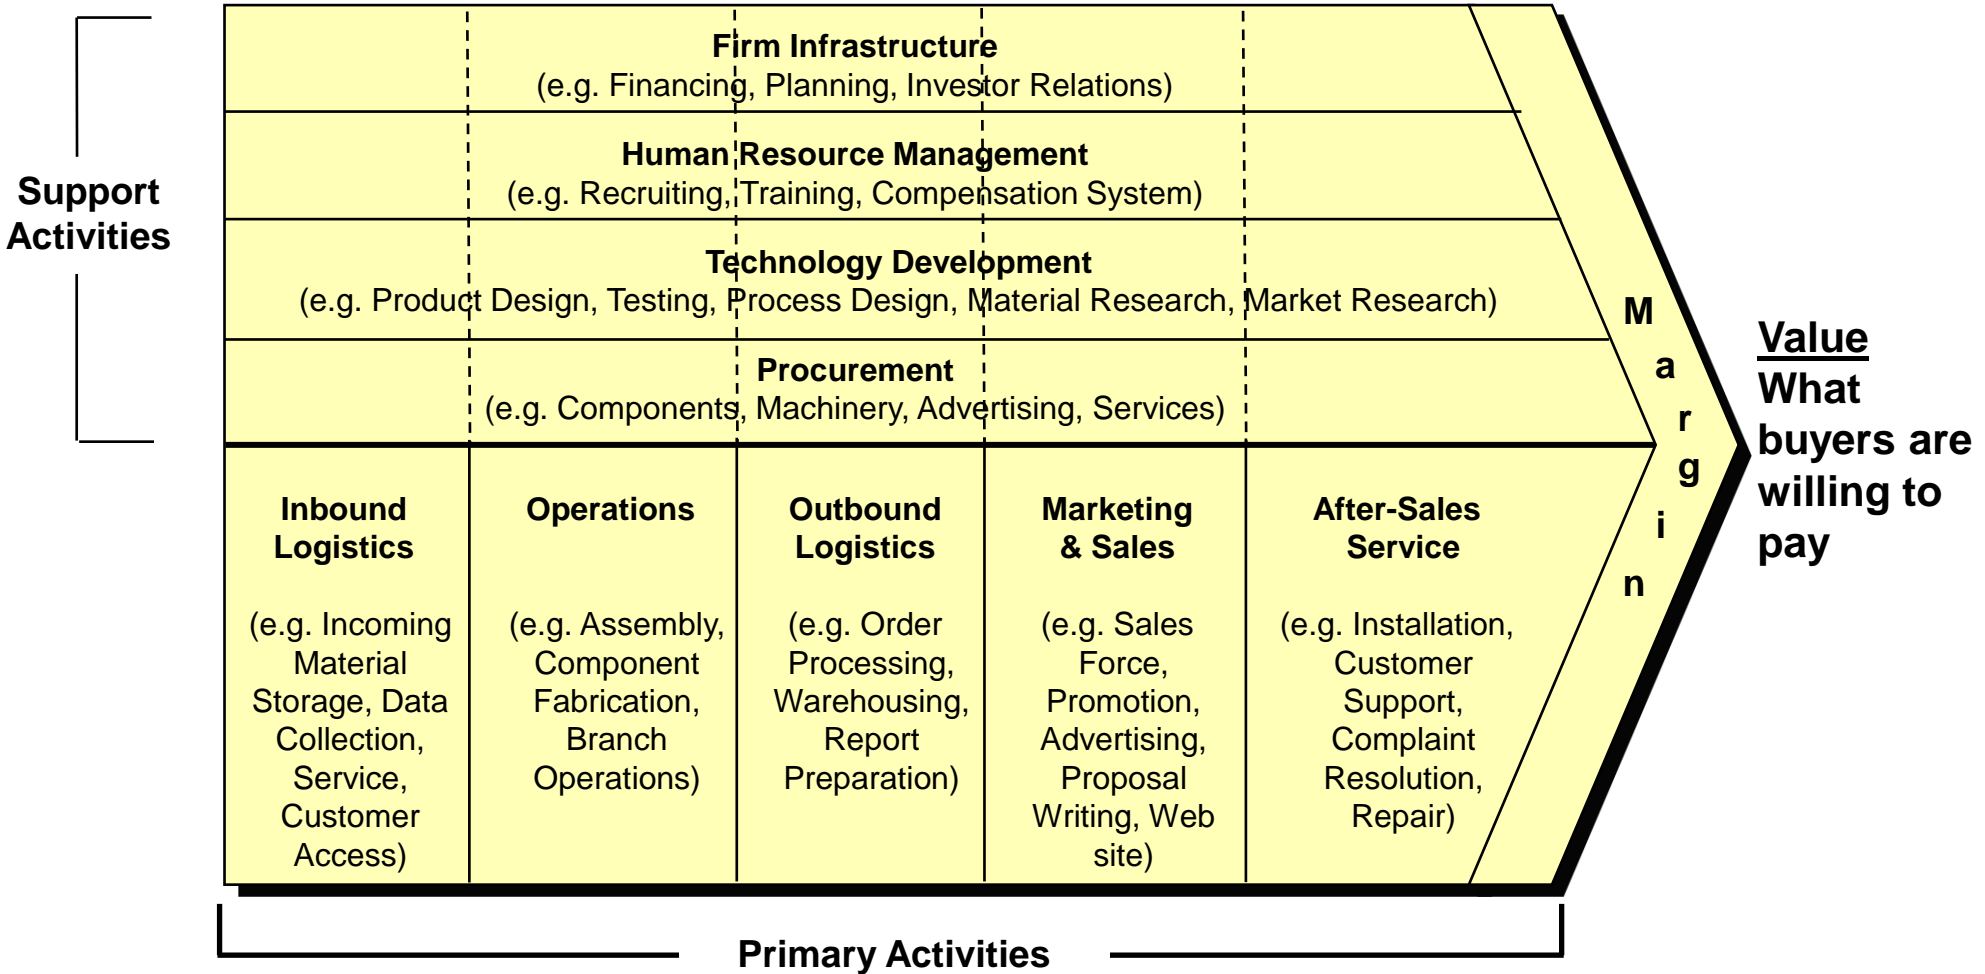 Firm Infrastructure
(e.g. Financing, Planning, Investor Relations)
Human Resource Management
(e.g. Recruiting, Training, Compensation System)
Support
Activities
Technology Development
(e.g. Product Design, Testing, Process Design, Material Research, Market Research)
Procurement
(e.g. Components, Machinery, Advertising, Services)
Inbound
Logistics
(e.g. Incoming
Material
Storage, Data
Collection,
Service,
Customer
Access)
Operations
(e.g. Assembly,
Component
Fabrication,
Branch
Operations)
Outbound
Logistics
(e.g. Order
Processing,
Warehousing,
Report
Preparation)
Marketing
& Sales
(e.g. Sales
Force,
Promotion,
Advertising,
Proposal
Writing, Web
site)
After-Sales
Service
(e.g. Installation,
Customer
Support,
Complaint
Resolution,
Repair)
Margin
Value
What
buyers are
willing to
pay
Primary Activities